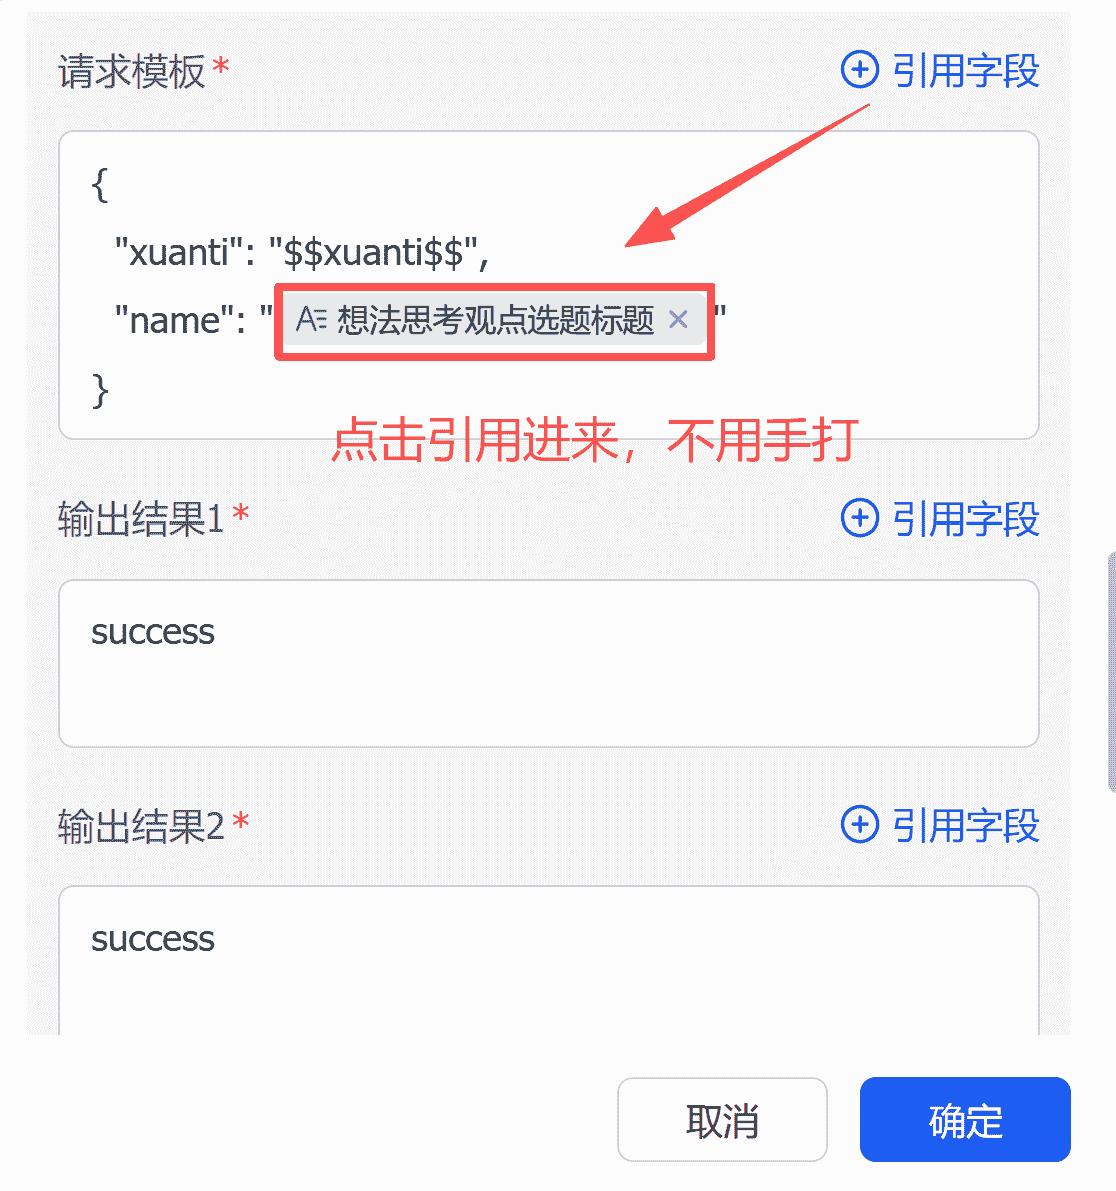 请求模板*
引用字段
{
"xuanti": "$$xuanti$$",
"name": "想法思考观点选题标题"
}
点击引用进来，不用手打
输出结果1*
引用字段
success
输出结果2*
引用字段
success
取消
确定